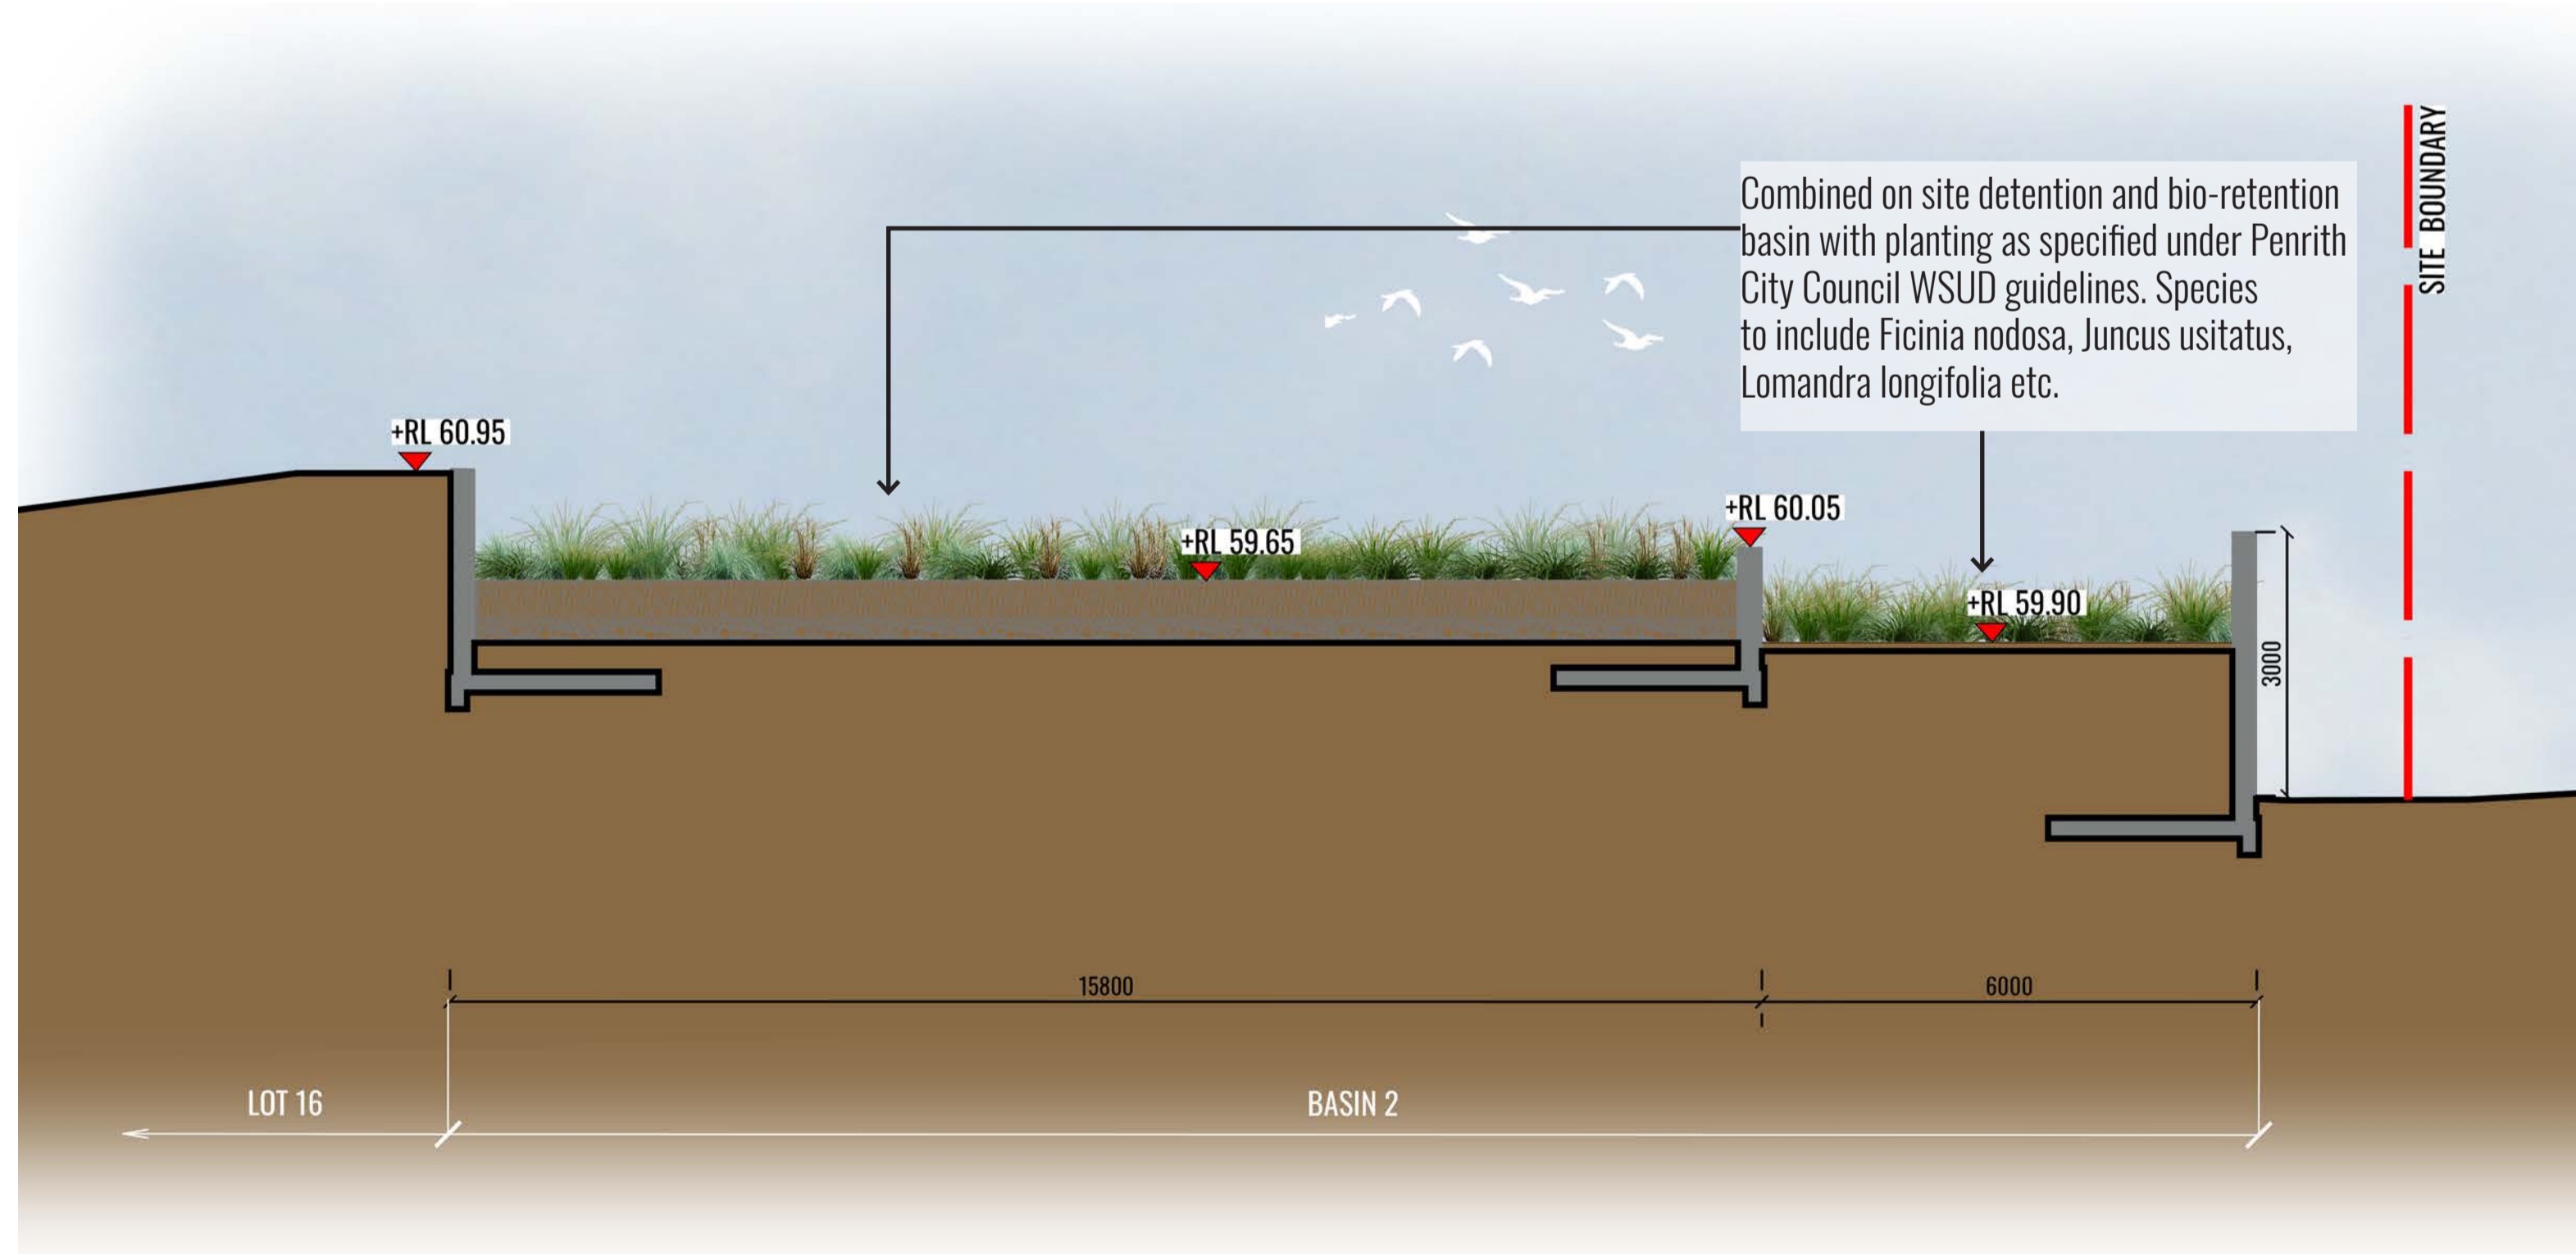 SITE BOUNDARY
Combined on site detention and bio-retention
basin with planting as specified under Penrith
City Council WSUD guidelines. Species
to include Ficinia nodosa, Juncus usitatus,
Lomandra longifolia etc.
+RL 60.95
+RL 60.05
+RL 59.65
+RL 59.90
3000
15800
6000
LOT 16
BASIN 2